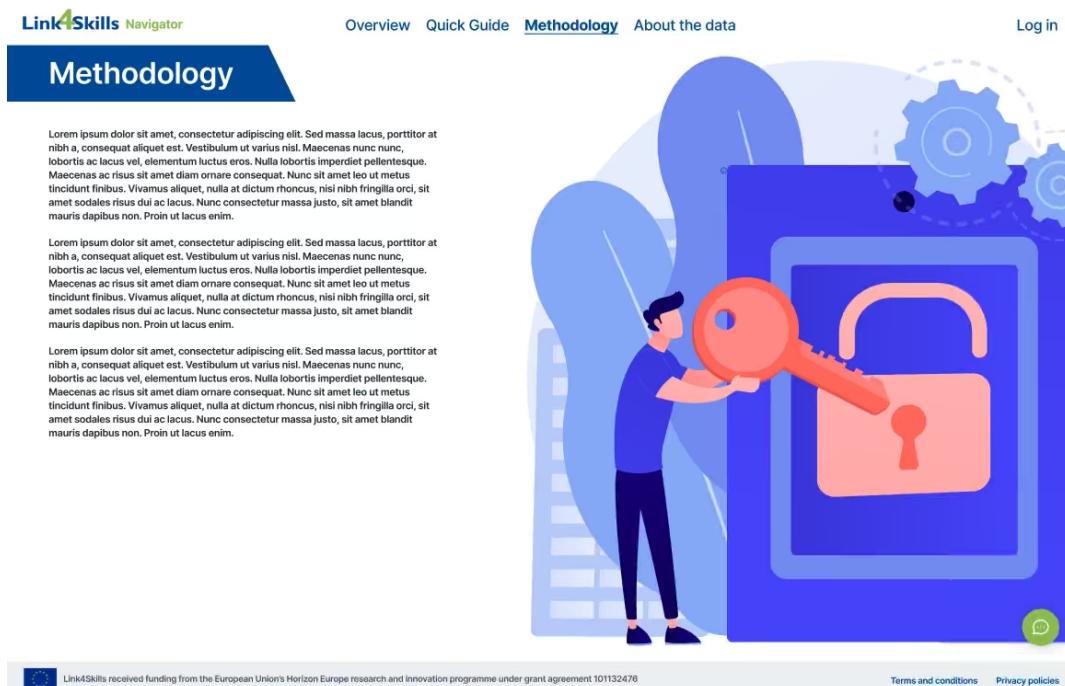 Link4Skills Navigator
Overview Quick Guide Methodology About the data
Log in
Methodology
Lorem ipsum dolor sit amet, consectetur adipiscing elit. Sed massa lacus, porttitor at
nibh a, consequat aliquet est. Vestibulum ut varius nisl. Maecenas nunc nunc,
lobortis ac lacus vel, elementum luctus eros. Nulla lobortis imperdiet pellentesque.
Maecenas ac risus sit amet diam ornare consequat. Nunc sit amet leo ut metus
tincidunt finibus. Vivamus aliquet, nulla at dictum rhoncus, nisi nibh fringilla orci, sit
amet sodales risus dui ac lacus. Nunc consectetur massa justo, sit amet blandit
mauris dapibus non. Proin ut lacus enim.
Lorem ipsum dolor sit amet, consectetur adipiscing elit. Sed massa lacus, porttitor at
nibh a, consequat aliquet est. Vestibulum ut varius nisl. Maecenas nunc nunc,
lobortis ac lacus vel, elementum luctus eros. Nulla lobortis imperdiet pellentesque.
Maecenas ac risus sit amet diam ornare consequat. Nunc sit amet leo ut metus
tincidunt finibus. Vivamus aliquet, nulla at dictum rhoncus, nisi nibh fringilla orci, sit
amet sodales risus dui ac lacus. Nunc consectetur massa justo, sit amet blandit
mauris dapibus non. Proin ut lacus enim.
Lorem ipsum dolor sit amet, consectetur adipiscing elit. Sed massa lacus, porttitor at
nibh a, consequat aliquet est. Vestibulum ut varius nisl. Maecenas nunc nunc,
lobortis ac lacus vel, elementum luctus eros. Nulla lobortis imperdiet pellentesque.
Maecenas ac risus sit amet diam ornare consequat. Nunc sit amet leo ut metus
tincidunt finibus. Vivamus aliquet, nulla at dictum rhoncus, nisi nibh fringilla orci, sit
amet sodales risus dui ac lacus. Nunc consectetur massa justo, sit amet blandit
mauris dapibus non. Proin ut lacus enim.
Link4Skills received funding from the European Union's Horizon Europe research and innovation programme under grant agreement 101132476
Terms and conditions Privacy policies